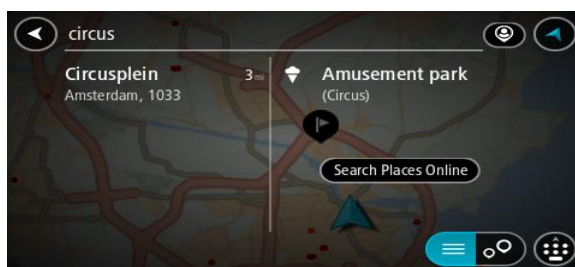 circus
Circusplein 3 mi
Amsterdam, 1033
Amusement park
(Circus)
Search Places Online